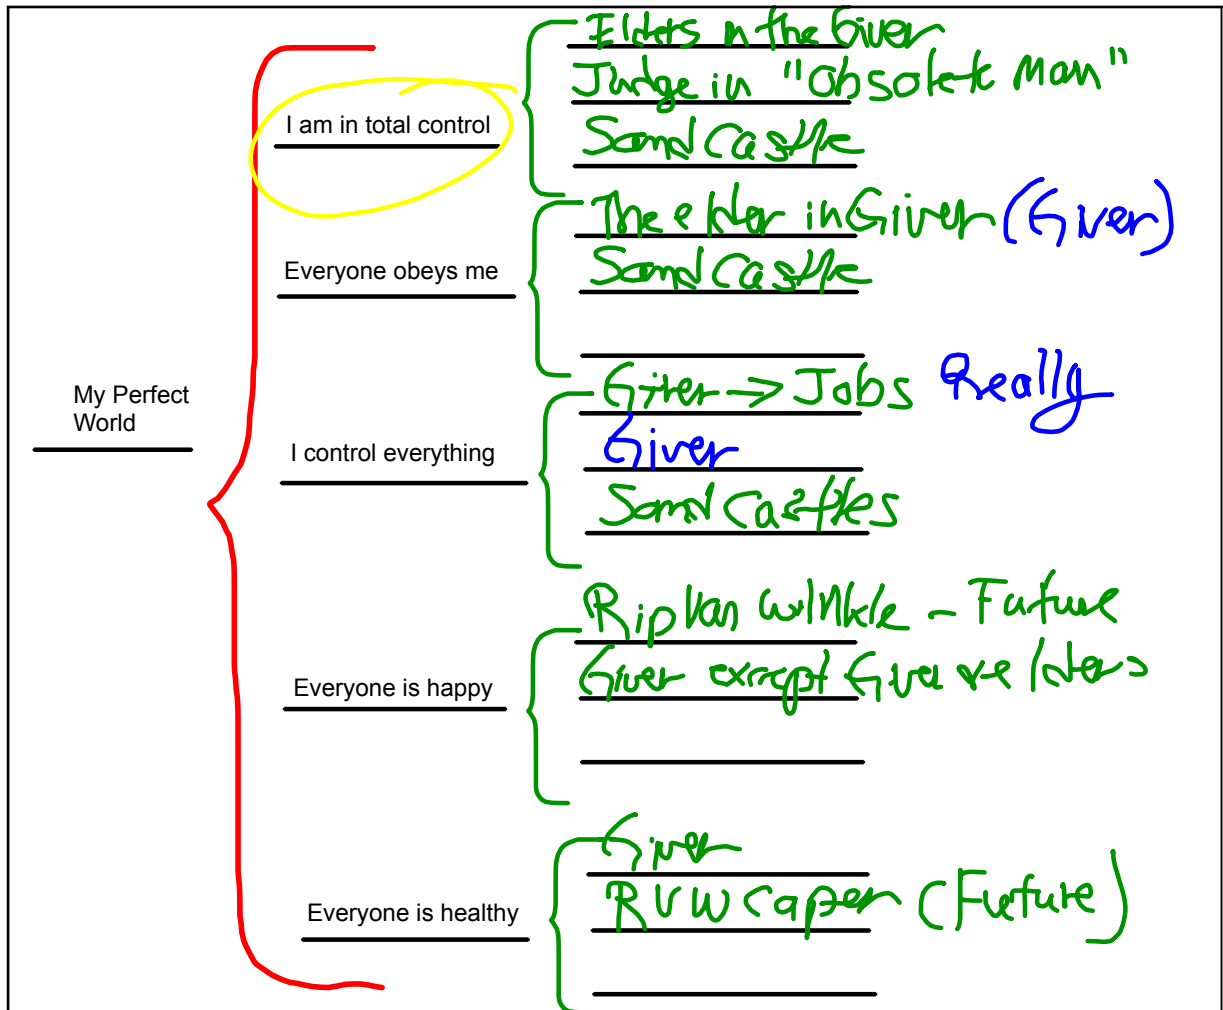 Elders in the Giver
Judge in "Obsolete Man"
I am in total control
Sand Castle
The elder in Giver (Giver)
Everyone obeys me
Sand Castle
My Perfect
World
Giver → Jobs Really
I control everything
Giver
Sand Castles
Rip Van Winkle - Future
Everyone is happy
Giver except Giver
Giver
Everyone is healthy
RVW Caper (Future)